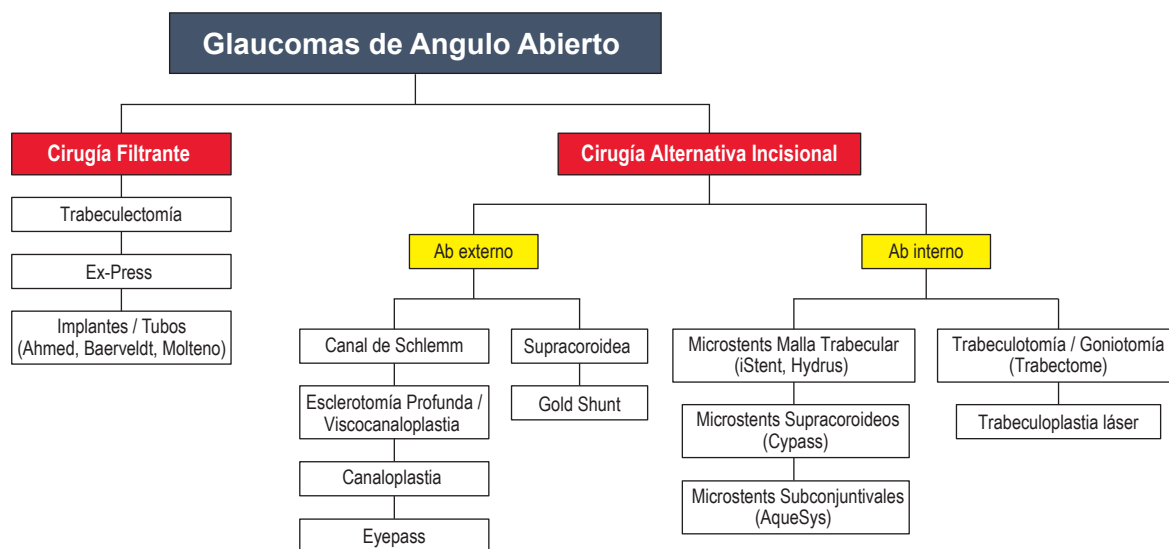 Glaucomas de Angulo Abierto
Cirugía Filtrante
Trabeculectomía
Ex-Press
Implantes / Tubos
(Ahmed, Baerveldt, Molteno)
Cirugía Alternativa Incisional
Ab externo
Canal de Schlemm
Esclerotomía Profunda /
Viscocanaloplastia
Canaloplastia
Eyepass
Supracoroidea
Gold Shunt
Ab interno
Microstents Malla Trabecular
(iStent, Hydrus)
Microstents Supracoroideos
(Cypass)
Microstents Subconjuntivales
(AqueSys)
Trabeculotomía / Goniotomía
(Trabectome)
Trabeculoplastia láser